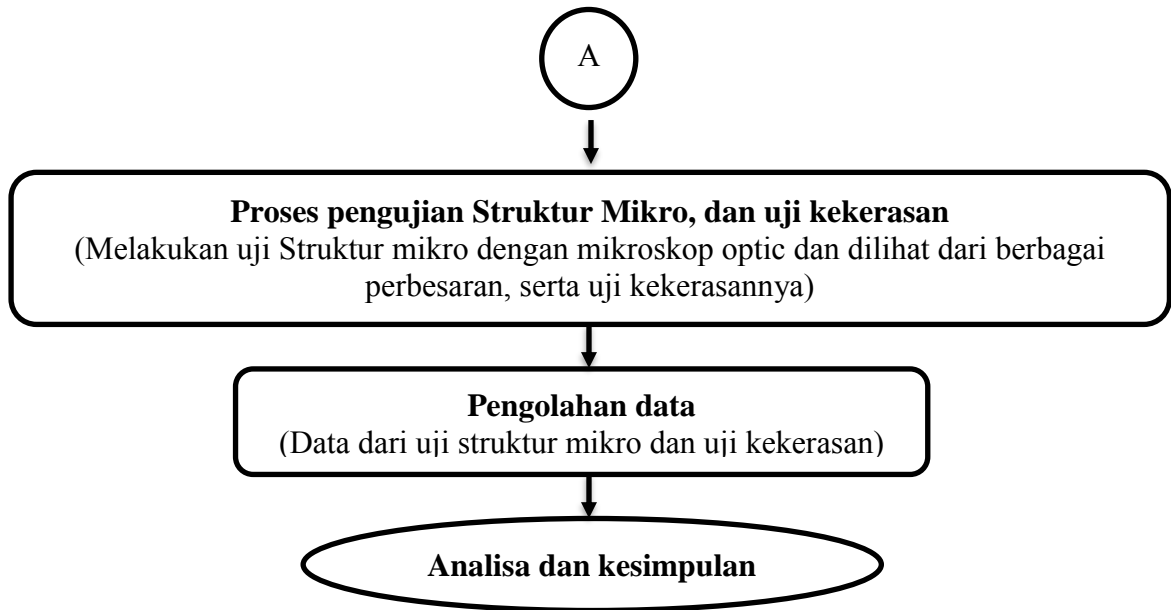 A
Proses pengujian Struktur Mikro, dan uji kekerasan
(Melakukan uji Struktur mikro dengan mikroskop optic dan dilihat dari berbagai
perbesaran, serta uji kekerasannya)
Pengolahan data
(Data dari uji struktur mikro dan uji kekerasan)
Analisa dan kesimpulan